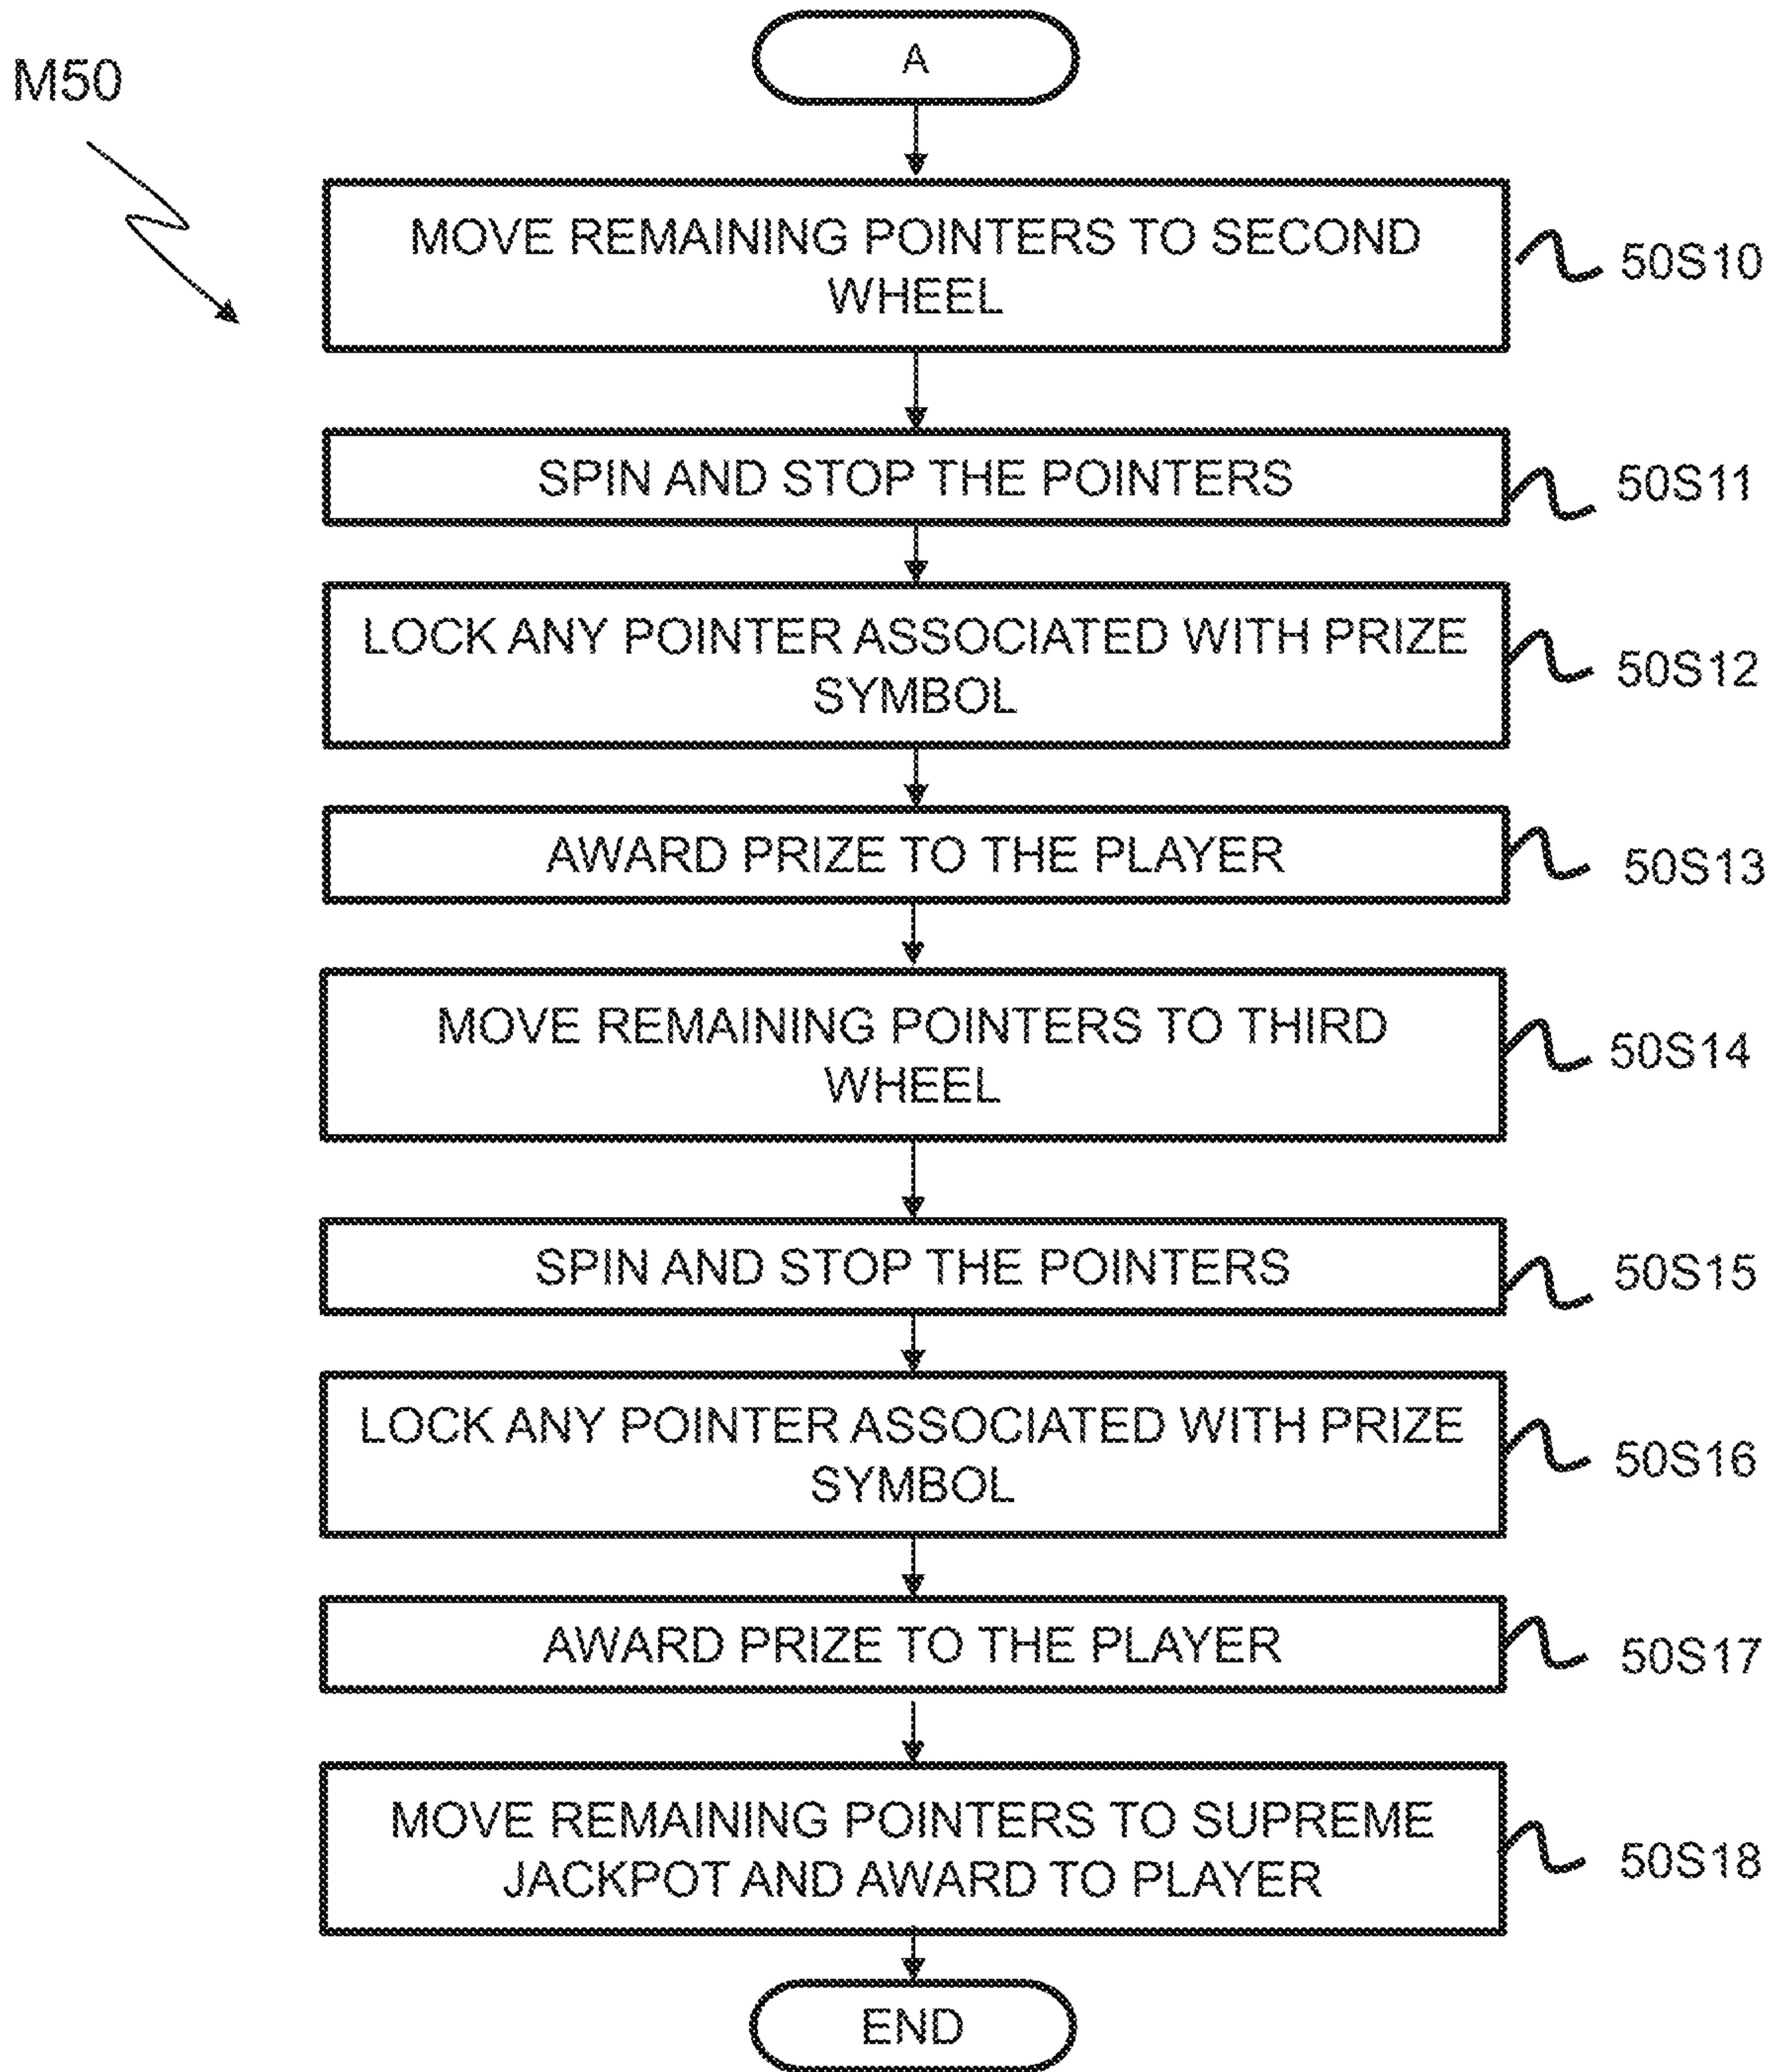 A
M50
MOVE REMAINING POINTERS TO SECOND
WHEEL
50S10
SPIN AND STOP THE POINTERS
50S11
LOCK ANY POINTER ASSOCIATED WITH PRIZE
SYMBOL
50S12
AWARD PRIZE TO THE PLAYER
50S13
MOVE REMAINING POINTERS TO THIRD
WHEEL
50S14
SPIN AND STOP THE POINTERS
50S15
LOCK ANY POINTER ASSOCIATED WITH PRIZE
SYMBOL
50S16
AWARD PRIZE TO THE PLAYER
50S17
MOVE REMAINING POINTERS TO SUPREME
JACKPOT AND AWARD TO PLAYER
50S18
END